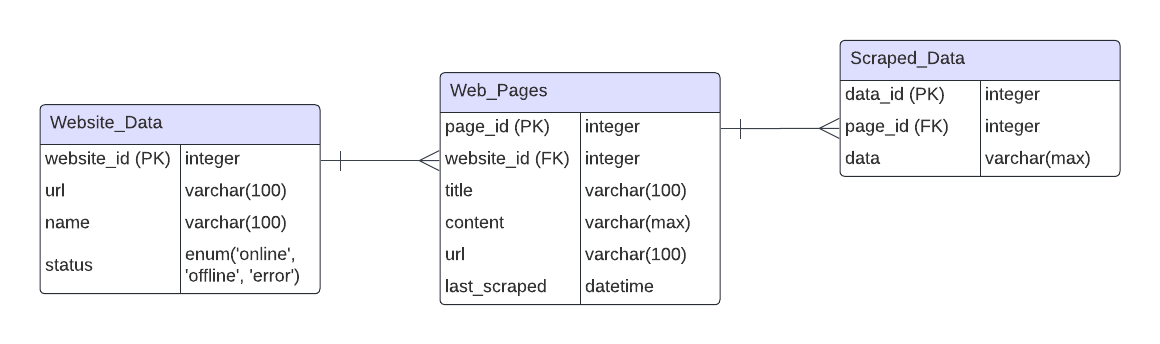 Website_Data
website_id (PK) integer
url varchar(100)
name varchar(100)
status enum('online',
'offline', 'error')
Web_Pages
page_id (PK) integer
website_id (FK) integer
title varchar(100)
content varchar(max)
url varchar(100)
last_scraped datetime
Scraped_Data
data_id (PK) integer
page_id (FK) integer
data varchar(max)